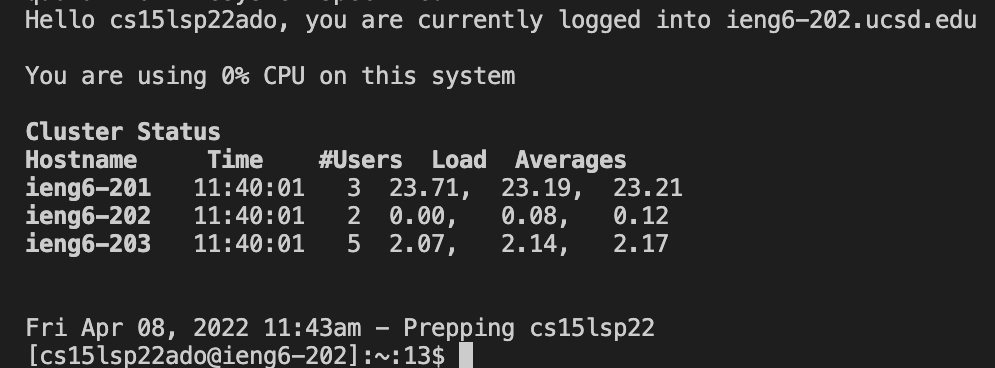 Hello cs15lsp22ado, you are currently logged into ieng6-202.ucsd.edu
You are using 0% CPU on this system
Cluster Status
Hostname     Time    #Users  Load  Averages
ieng6-201   11:40:01   3  23.71,  23.19,   23.21
ieng6-202   11:40:01   2  0.00,   0.08,   0.12
ieng6-203   11:40:01   5  2.07,   2.14,   2.17
Fri Apr 08, 2022 11:43am - Prepping cs15lsp22
[cs15lsp22ado@ieng6-202]:~:13$